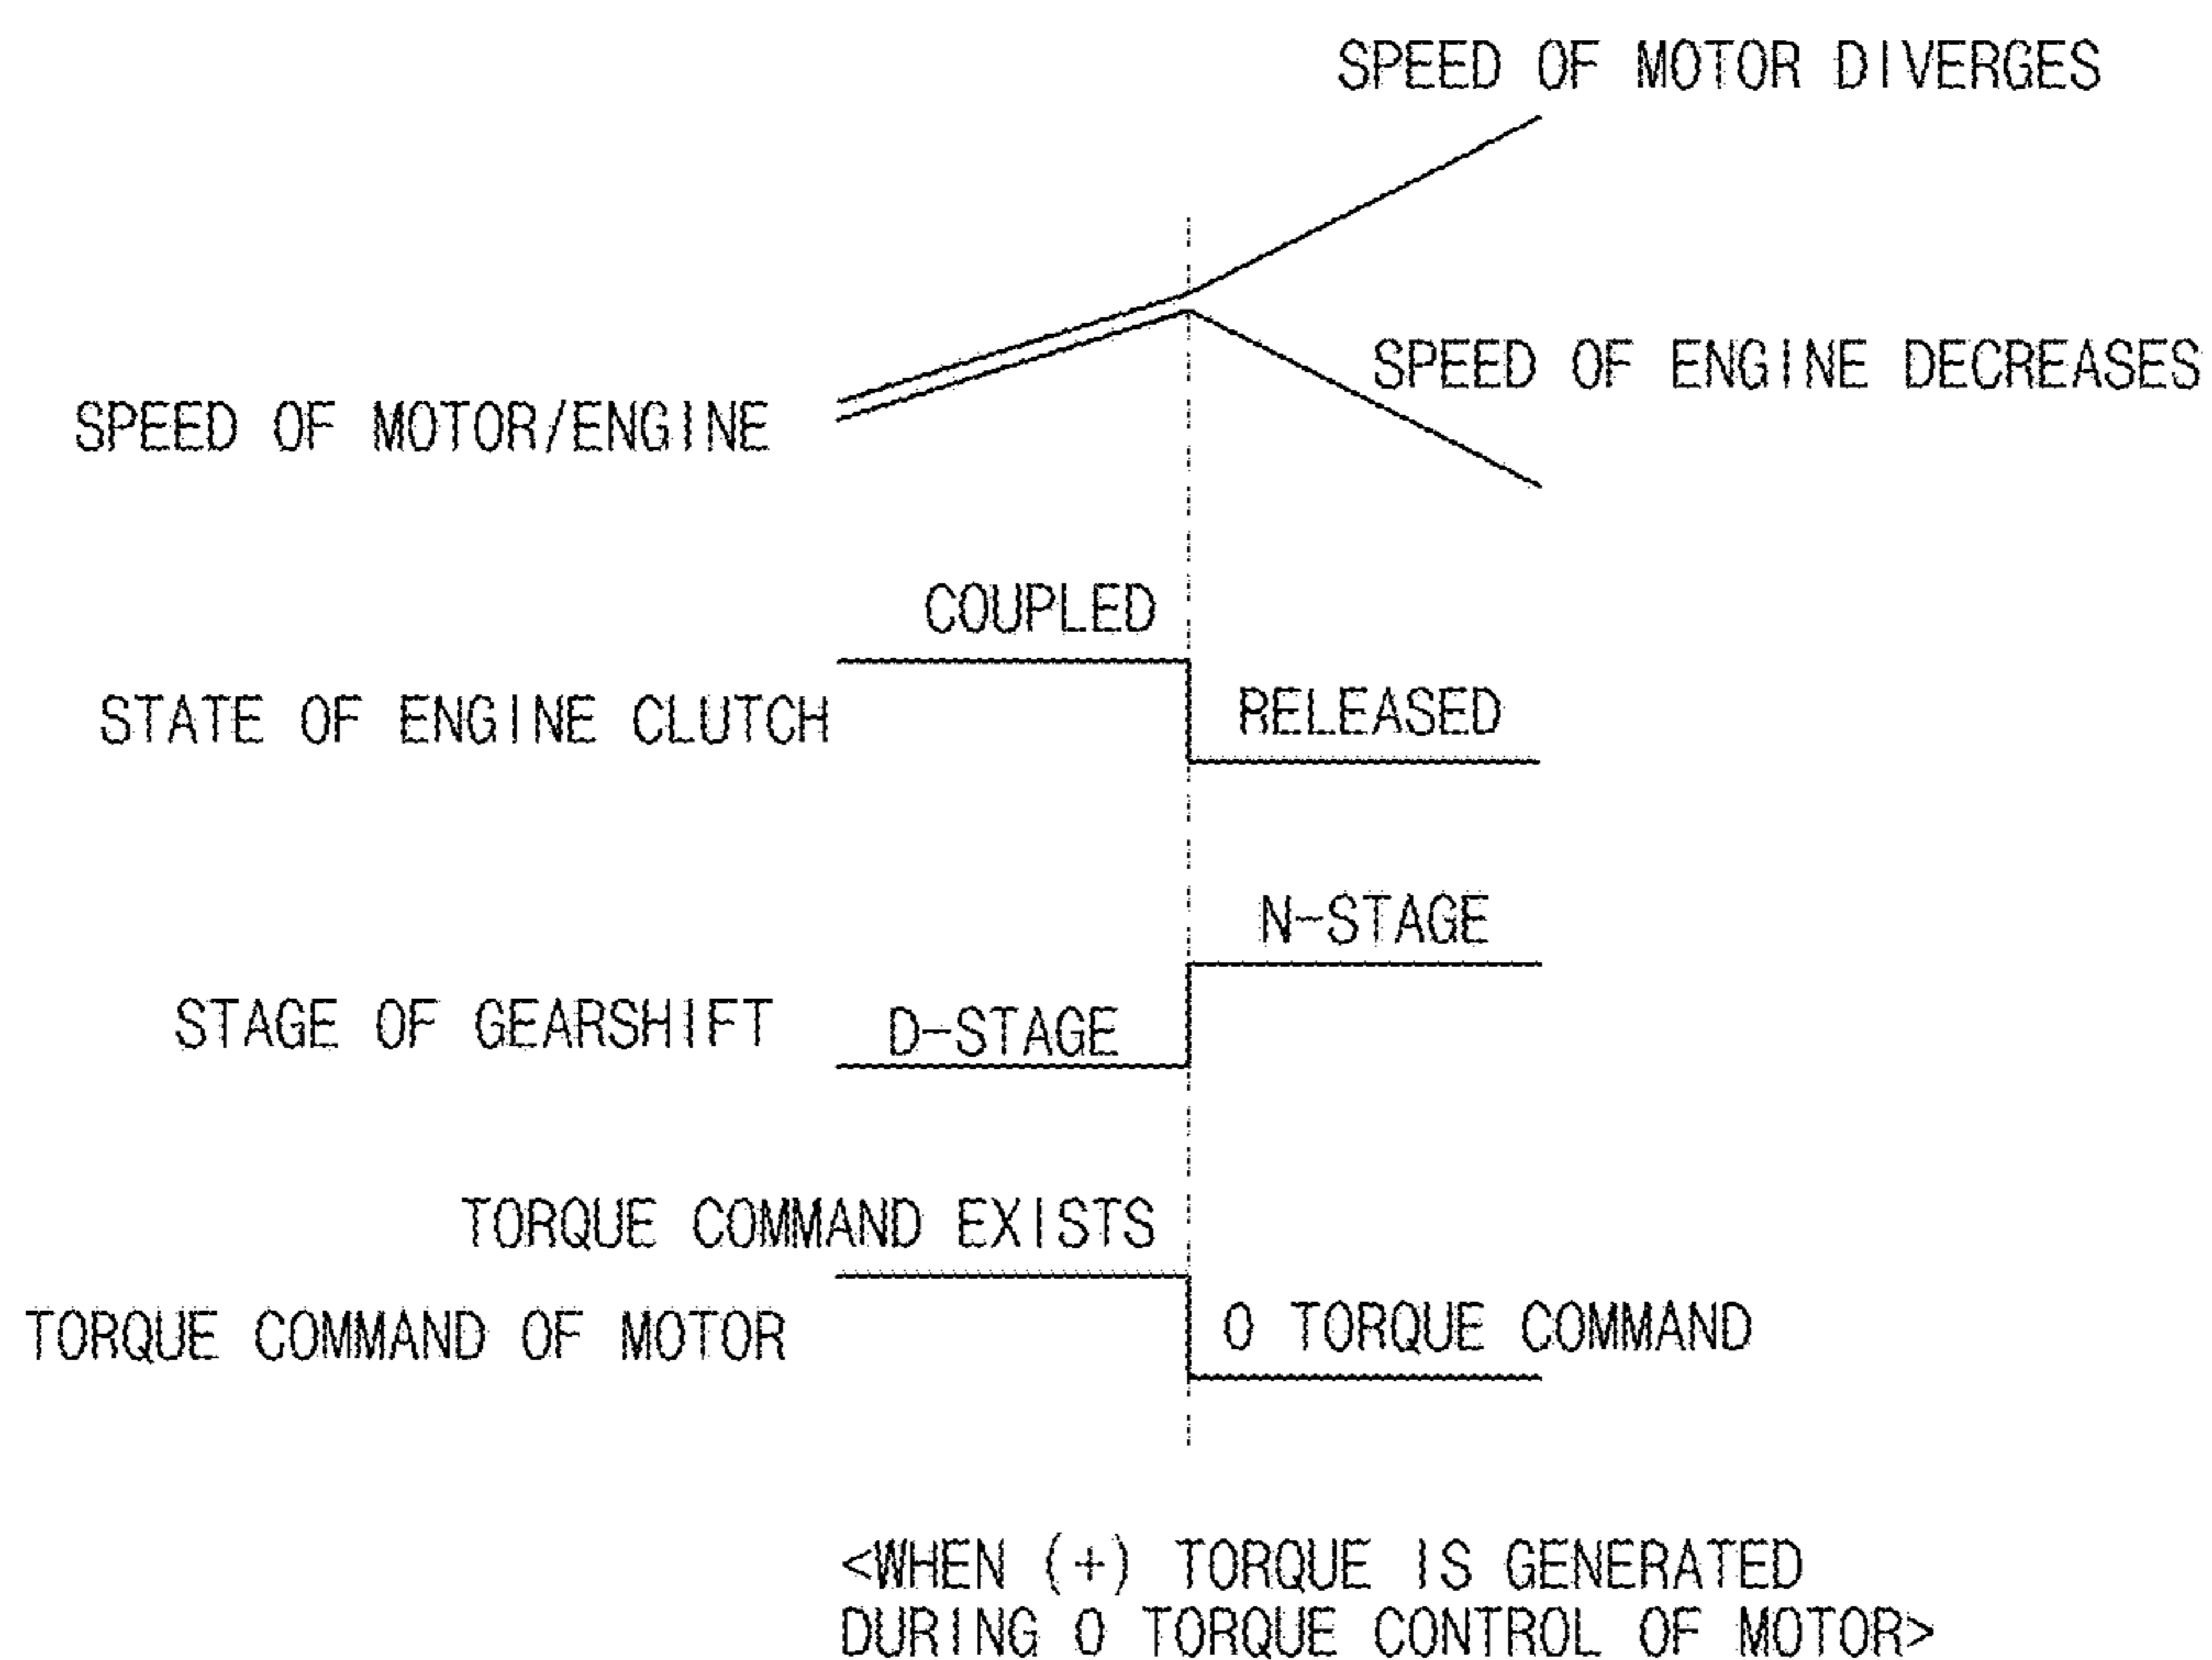 SPEED OF MOTOR DIVERGES
SPEED OF ENGINE DECREASES
SPEED OF MOTOR/ENGINE
COUPLED
RELEASED
STATE OF ENGINE CLUTCH
N-STAGE
STAGE OF GEARSHIFT
D-STAGE
TORQUE COMMAND EXISTS
TORQUE COMMAND OF MOTOR
0 TORQUE COMMAND
<WHEN (+) TORQUE IS GENERATED
DURING 0 TORQUE CONTROL OF MOTOR>